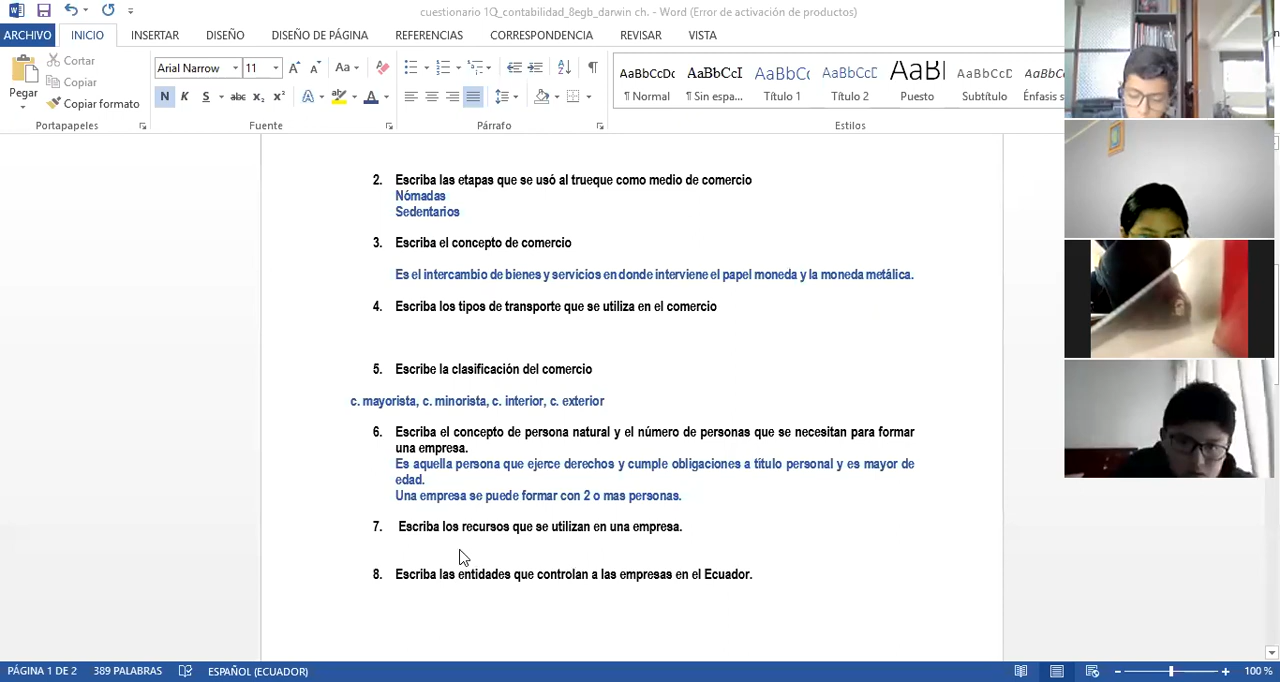 cuestionario 1Q_contabilidad_8egb_darwin ch. - Word (Error de activación de productos)
ARCHIVO INICIO INSERTAR DISEÑO DISEÑO DE PÁGINA REFERENCIAS CORRESPONDENCIA REVISAR VISTA
Pegar
Cortar
Copiar
Copiar formato
Portapapeles
Arial Narrow 11 Aa
N K S abc x₂ x² A A
Fuente
Párrafo
AaBbCcDc AaBbCcI AaBbCc AaBbCcD AaBl AaBbCcD AaBbCc
¶ Normal ¶ Sin espa... Título 1 Título 2 Puesto Subtítulo Énfasis s
Estilos
2. Escriba las etapas que se usó al trueque como medio de comercio
Nómadas
Sedentarios
3. Escriba el concepto de comercio
Es el intercambio de bienes y servicios en donde interviene el papel moneda y la moneda metálica.
4. Escriba los tipos de transporte que se utiliza en el comercio
5. Escribe la clasificación del comercio
c. mayorista, c. minorista, c. interior, c. exterior
6. Escriba el concepto de persona natural y el número de personas que se necesitan para formar
una empresa.
Es aquella persona que ejerce derechos y cumple obligaciones a título personal y es mayor de
edad.
Una empresa se puede formar con 2 o mas personas.
7. Escriba los recursos que se utilizan en una empresa.
8. Escriba las entidades que controlan a las empresas en el Ecuador.
PÁGINA 1 DE 2 389 PALABRAS ESPAÑOL (ECUADOR) 100 %